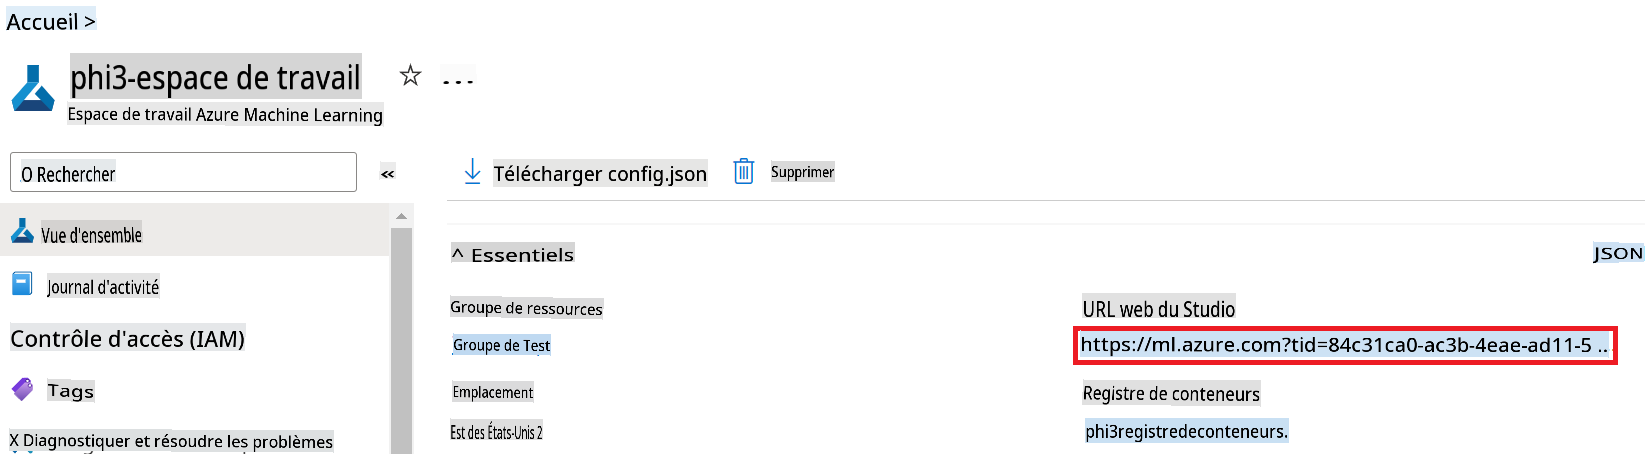 Accueil >
phi3-espace de travail
...
Espace de travail Azure Machine Learning
O Rechercher
«
Télécharger config.json
Supprimer
Vue d'ensemble
Journal d'activité
Contrôle d'accès (IAM)
Tags
X Diagnostiquer et résoudre les problèmes
^ Essentiels
JSON
Groupe de ressources
Groupe de Test
Emplacement
Est des États-Unis 2
URL web du Studio
https://ml.azure.com?tid=84c31ca0-ac3b-4eae-ad11-5 ..
Registre de conteneurs
phi3registredeconteneurs.